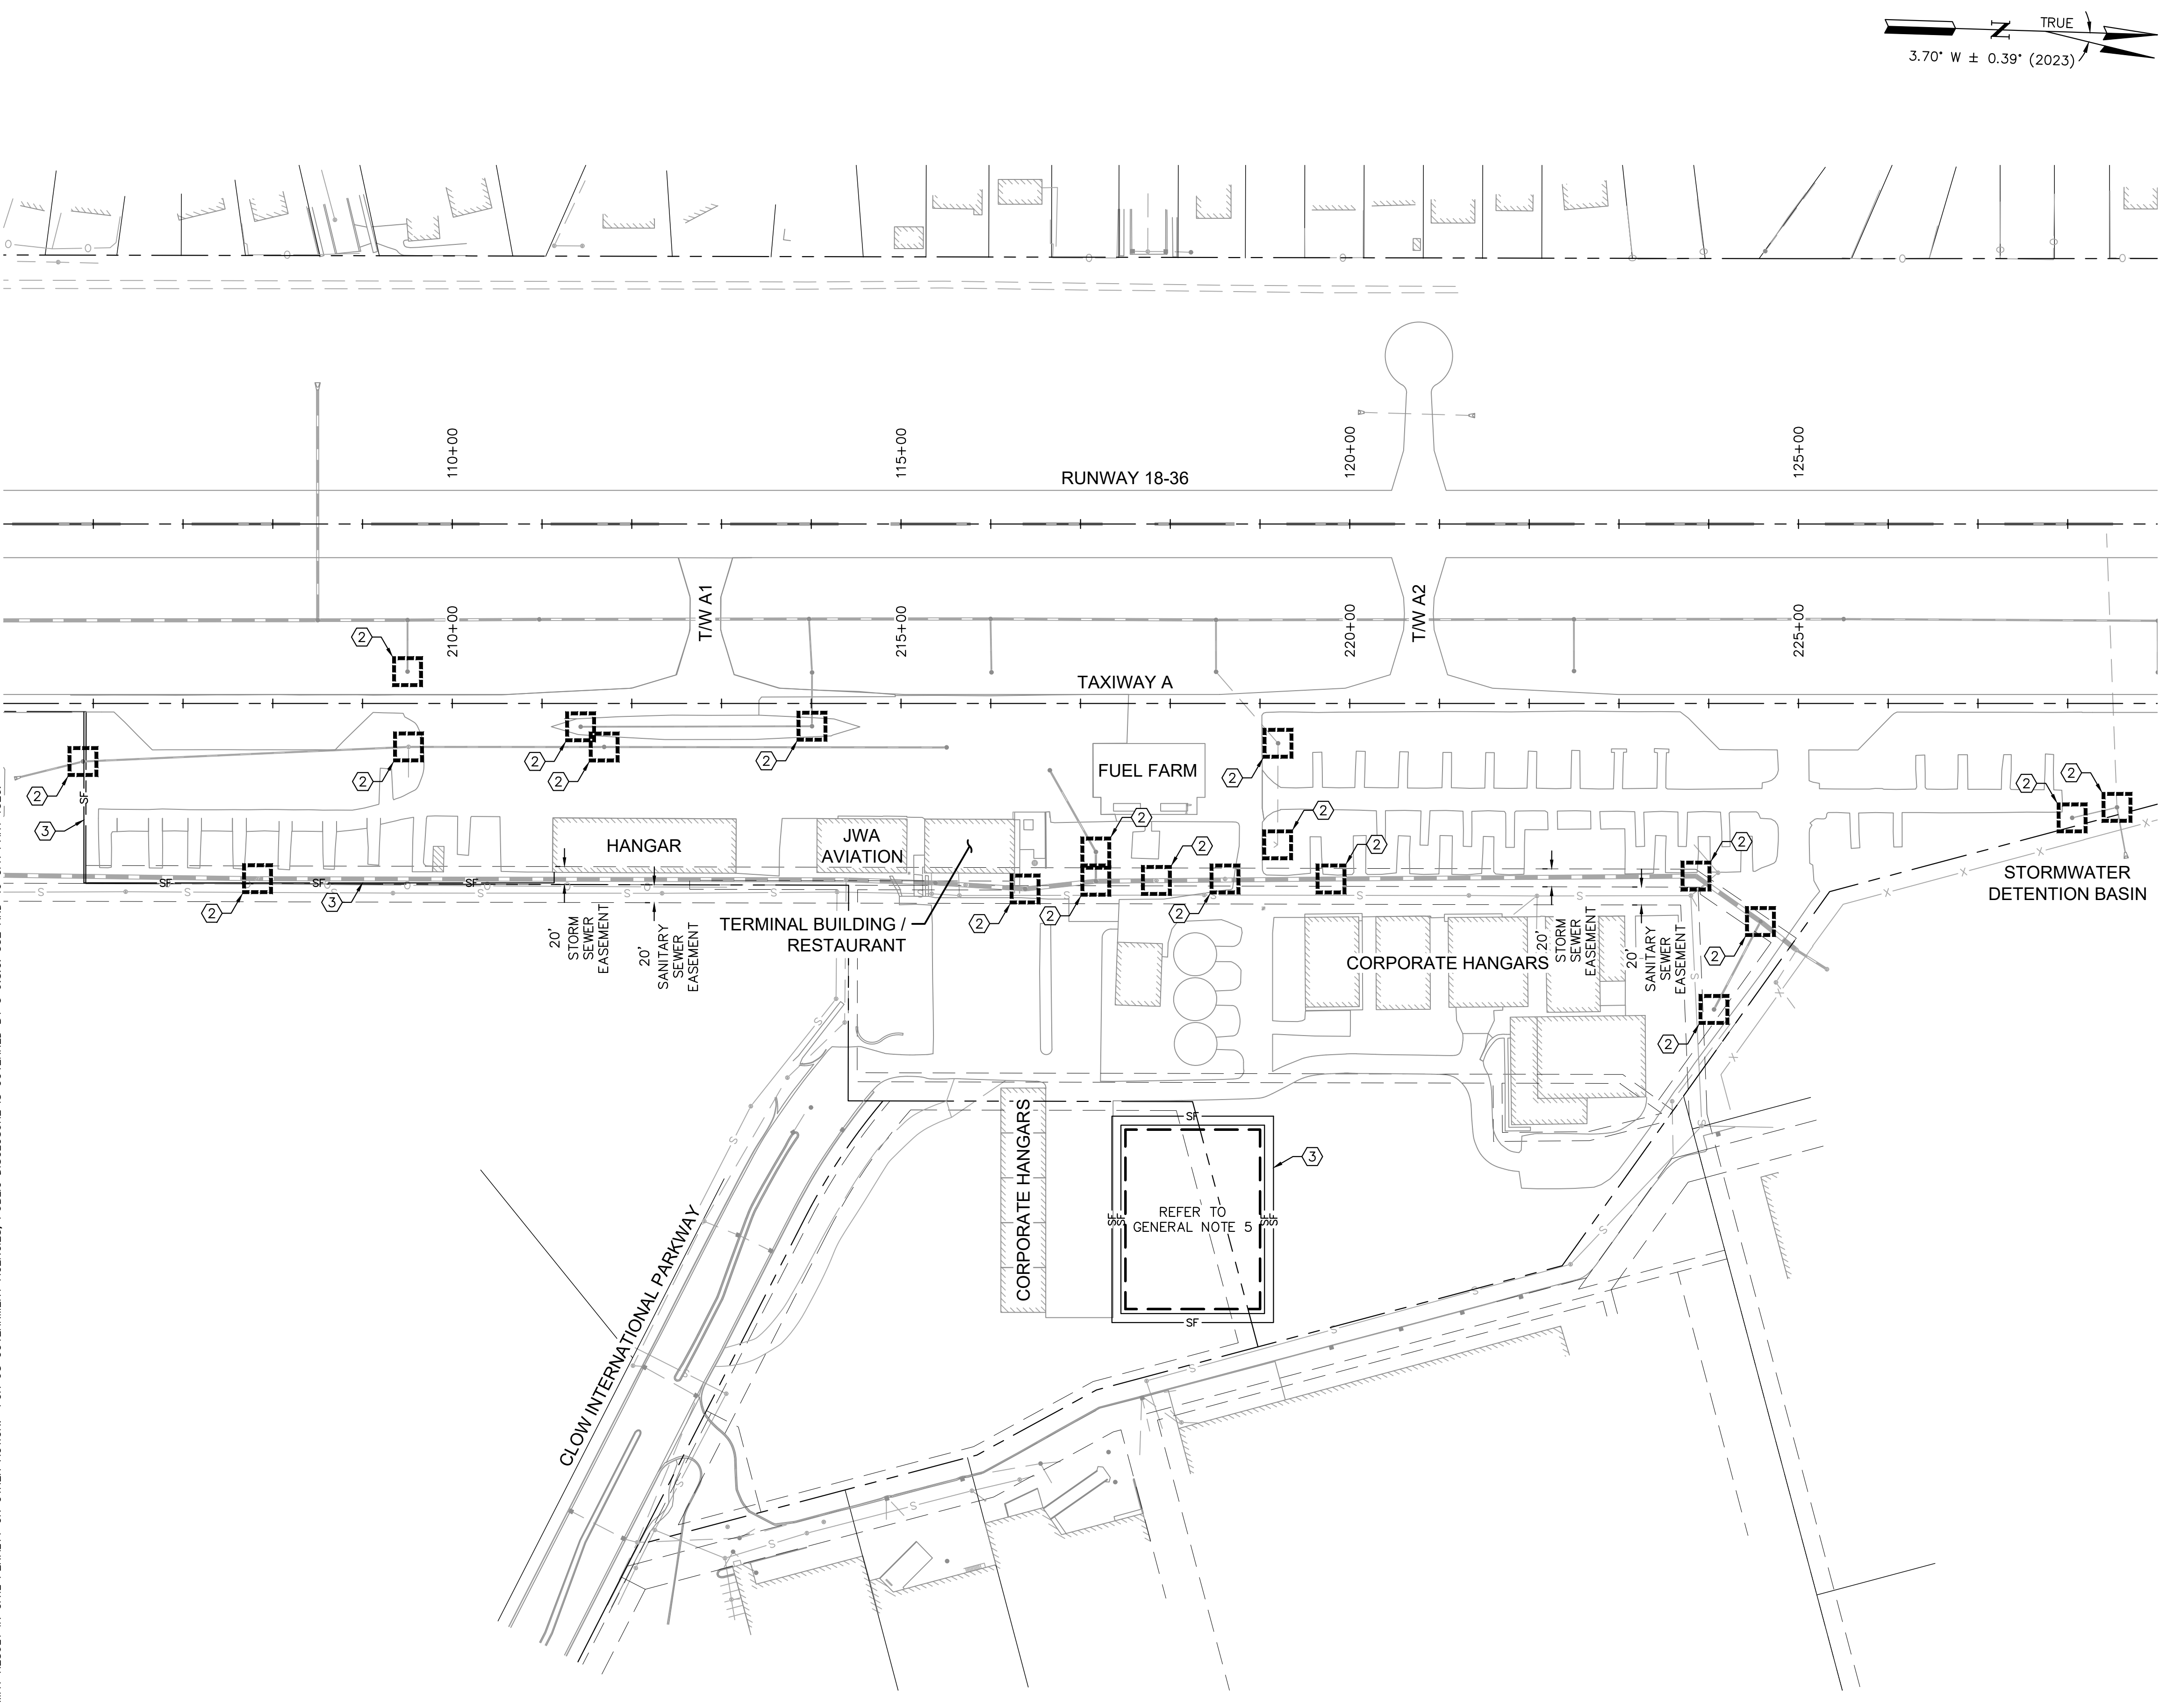 TRUE
N
3.70° W ± 0.39° (2023)
110+00
115+00
120+00
125+00
RUNWAY 18-36
T/W A1
T/W A2
210+00
215+00
220+00
225+00
2
TAXIWAY A
2
2
2
2
2
2
2
2
2
3
SF
FUEL FARM
HANGAR
JWA
AVIATION
2
2
2
2
2
STORMWATER
DETENTION BASIN
SF
SF
SF
2
3
2
2
2
TERMINAL BUILDING /
RESTAURANT
20'
STORM
SEWER
EASEMENT
20'
SANITARY
SEWER
EASEMENT
CORPORATE HANGARS
20'
STORM
SEWER
EASEMENT
20'
SANITARY
SEWER
EASEMENT
2
2
CORPORATE HANGARS
SF
3
REFER TO
GENERAL NOTE 5
SF
SF
SF
SF
SF
CLOW INTERNATIONAL PARKWAY